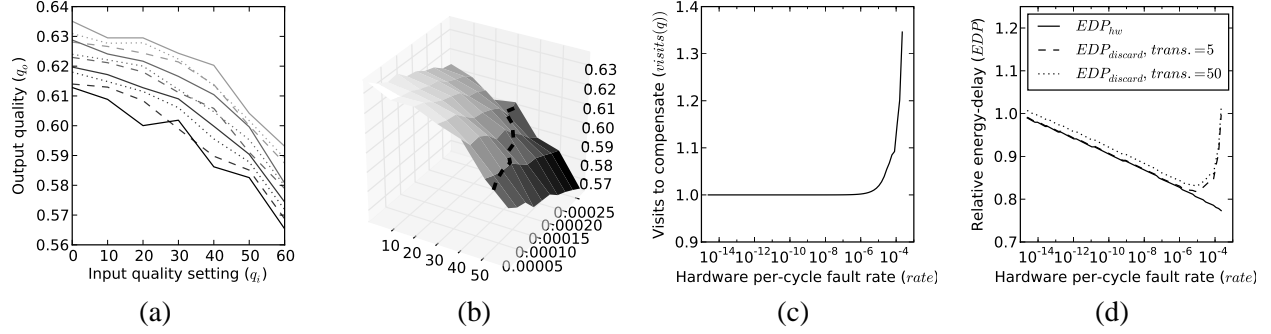 0.64
0.63
0.62
0.61
0.60
0.59
0.58
0.57
0.56
Output quality (q_o)
0 10 20 30 40 50 60
Input quality setting (q_i)
(a)
0.63
0.62
0.61
0.60
0.59
0.58
0.57
10 20 30 40 50
0.00025
0.00020
0.00015
0.00010
0.00005
(b)
1.4
1.3
1.2
1.1
1.0
0.9
Visits to compensate (visits(q))
10^-14 10^-12 10^-10 10^-8 10^-6 10^-4
Hardware per-cycle fault rate (rate)
(c)
1.2
1.1
1.0
0.9
0.8
0.7
Relative energy-delay (EDP)
EDP_hw
EDP_discard, trans.=5
EDP_discard, trans.=50
10^-14 10^-12 10^-10 10^-8 10^-6 10^-4
Hardware per-cycle fault rate (rate)
(d)